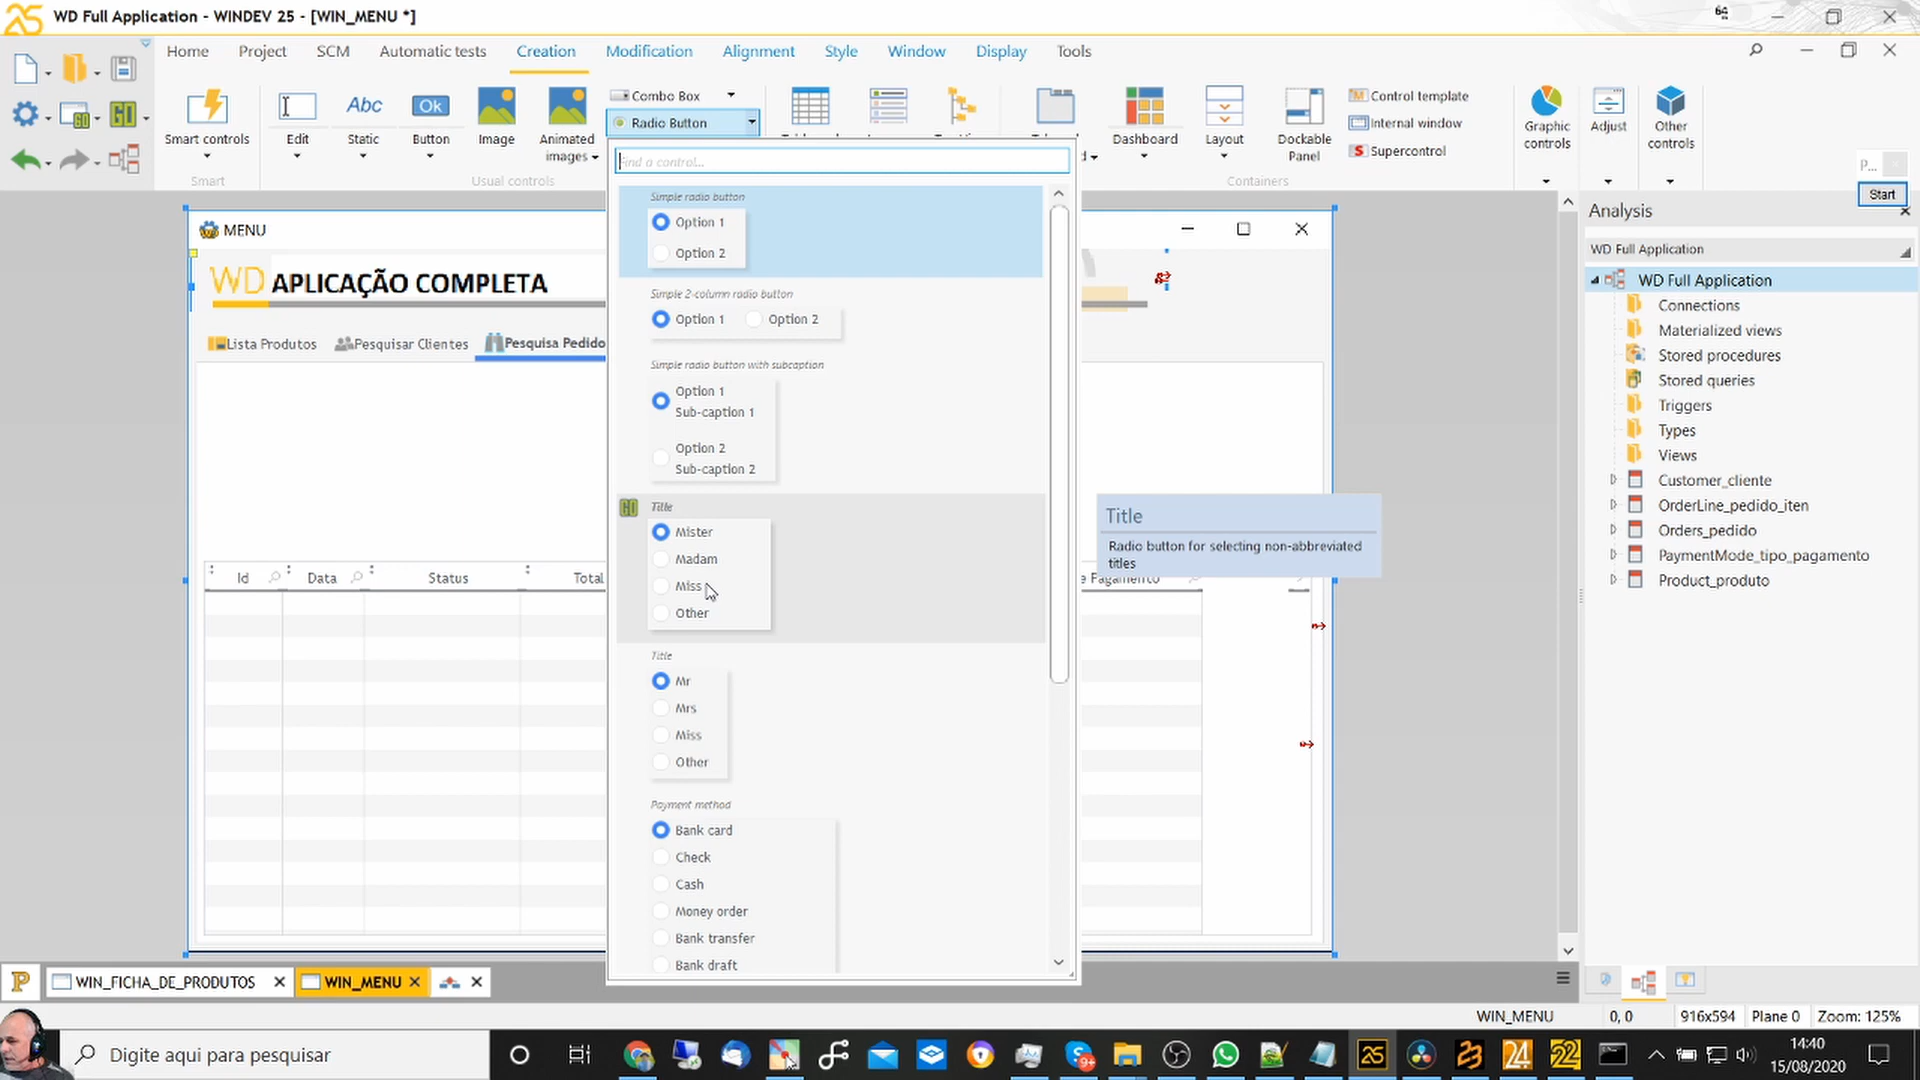 WD Full Application - WINDEV 25 - [WIN_MENU *]
64
Home
Project
SCM
Automatic tests
Creation
Modification
Alignment
Style
Window
Display
Tools
Smart controls
Edit
Abc
Static
Ok
Button
Image
Animated
images
Combo Box
Radio Button
Dashboard
Layout
Dockable
Panel
Control template
Internal window
Supercontrol
Graphic
controls
Adjust
Other
controls
Smart
Usual controls
Containers
P...
Start
GO
Find a control...
Simple radio button
Option 1
Option 2
Simple 2-column radio button
Option 1
Option 2
Simple radio button with subcaption
Option 1
Sub-caption 1
Option 2
Sub-caption 2
GO
Title
Mister
Madam
Miss
Other
Title
Mr
Mrs
Miss
Other
Payment method
Bank card
Check
Cash
Money order
Bank transfer
Bank draft
Title
Radio button for selecting non-abbreviated
titles
MENU
WD APLICAÇÃO COMPLETA
Lista Produtos
Pesquisar Clientes
Pesquisa Pedido
Id
Data
Status
Total
e Pagamento
Analysis
WD Full Application
WD Full Application
Connections
Materialized views
Stored procedures
Stored queries
Triggers
Types
Views
Customer_cliente
OrderLine_pedido_iten
Orders_pedido
PaymentMode_tipo_pagamento
Product_produto
WIN_FICHA_DE_PRODUTOS
WIN_MENU
WIN_MENU
0, 0
916x594
Plane 0
Zoom: 125%
Digite aqui para pesquisar
14:40
15/08/2020